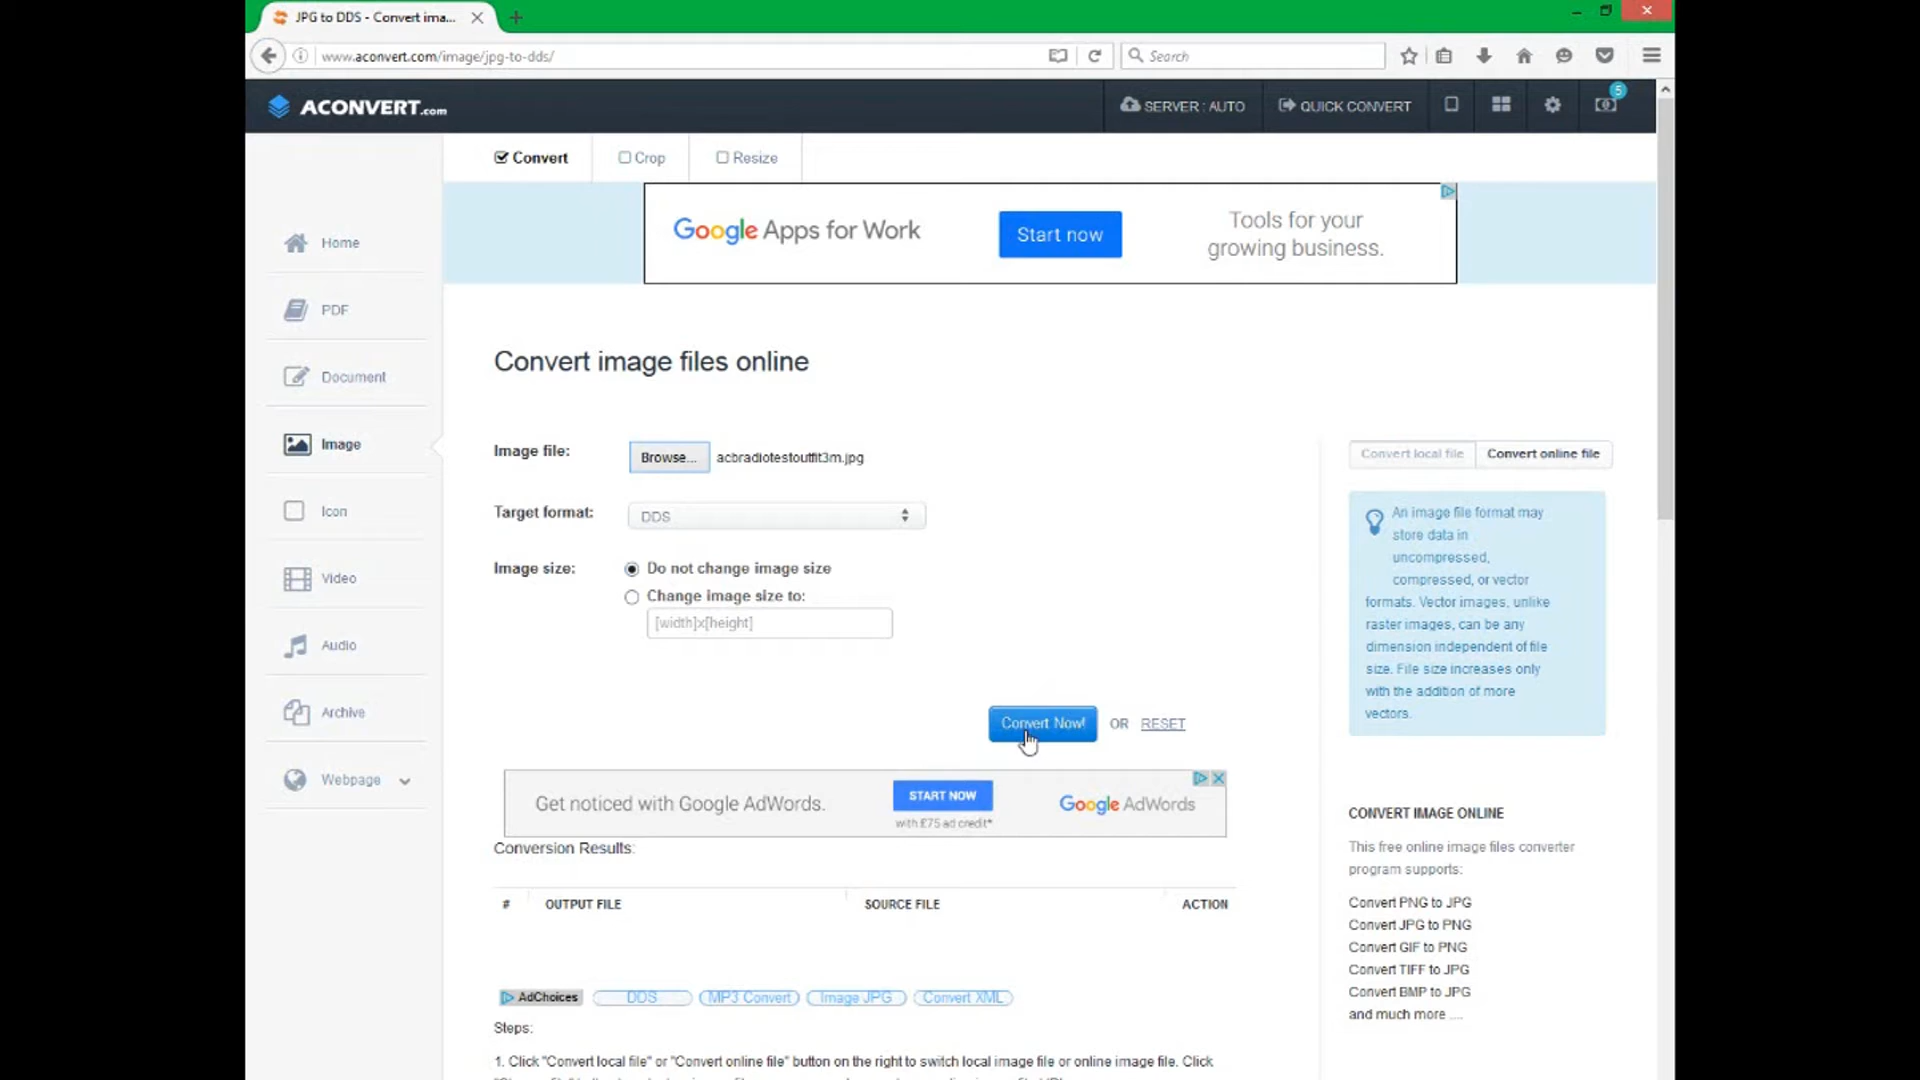 JPG to DDS - Convert ima...
www.aconvert.com/image/jpg-to-dds/
Search
ACONVERT.com
SERVER : AUTO
QUICK CONVERT
5
Convert
Crop
Resize
Google Apps for Work
Start now
Tools for your
growing business.
Home
PDF
Document
Image
Icon
Video
Audio
Archive
Webpage
Convert image files online
Image file:
Browse...
acbradiotestoutfit3m.jpg
Target format:
DDS
Image size:
Do not change image size
Change image size to:
[width]x[height]
Convert Now!
OR
RESET
Get noticed with Google AdWords.
START NOW
with £75 ad credit*
Google AdWords
Conversion Results:
#
OUTPUT FILE
SOURCE FILE
ACTION
AdChoices
DDS
MP3 Convert
Image JPG
Convert XML
Steps:
1. Click "Convert local file" or "Convert online file" button on the right to switch local image file or online image file. Click
Convert local file
Convert online file
An image file format may
store data in
uncompressed,
compressed, or vector
formats. Vector images, unlike
raster images, can be any
dimension independent of file
size. File size increases only
with the addition of more
vectors.
CONVERT IMAGE ONLINE
This free online image files converter
program supports:
Convert PNG to JPG
Convert JPG to PNG
Convert GIF to PNG
Convert TIFF to JPG
Convert BMP to JPG
and much more ....